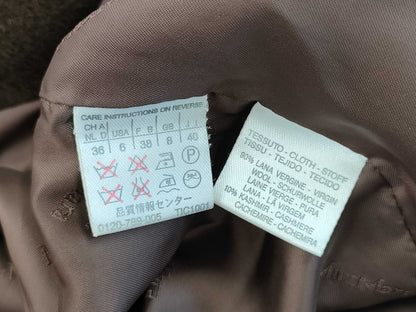 CARE INSTRUCTIONS ON REVERSE
CH A
NL D USA F B GB I J
36 6 38 8 40
P
品質情報センター
0120-789-005 TIC1001
TESSUTO - CLOTH - STOFF
TISSU - TEJIDO - TECIDO
90% LANA VERGINE - VIRGIN
WOOL - SCHURWOLLE
LAINE VIERGE - PURA
LANA - LÃ VIRGEM
10% KASHMIR - CASHMERE
CACHEMIRE - CACHEMIRA